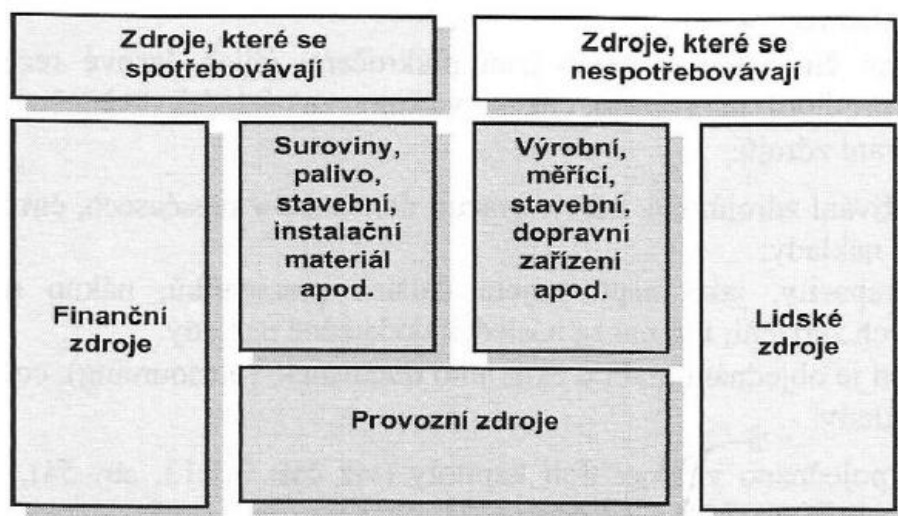 Zdroje, které se
spotřebovávají
Zdroje, které se
nespotřebovávají
Finanční
zdroje
Suroviny,
palivo,
stavební,
instalační
materiál
apod.
Výrobní,
měřící,
stavební,
dopravní
zařízení
apod.
Lidské
zdroje
Provozní zdroje